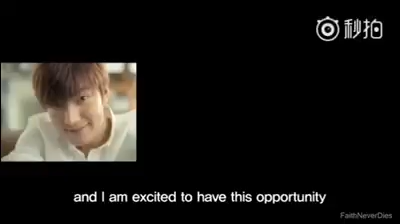 秒拍
and I am excited to have this opportunity
FaithNeverDies